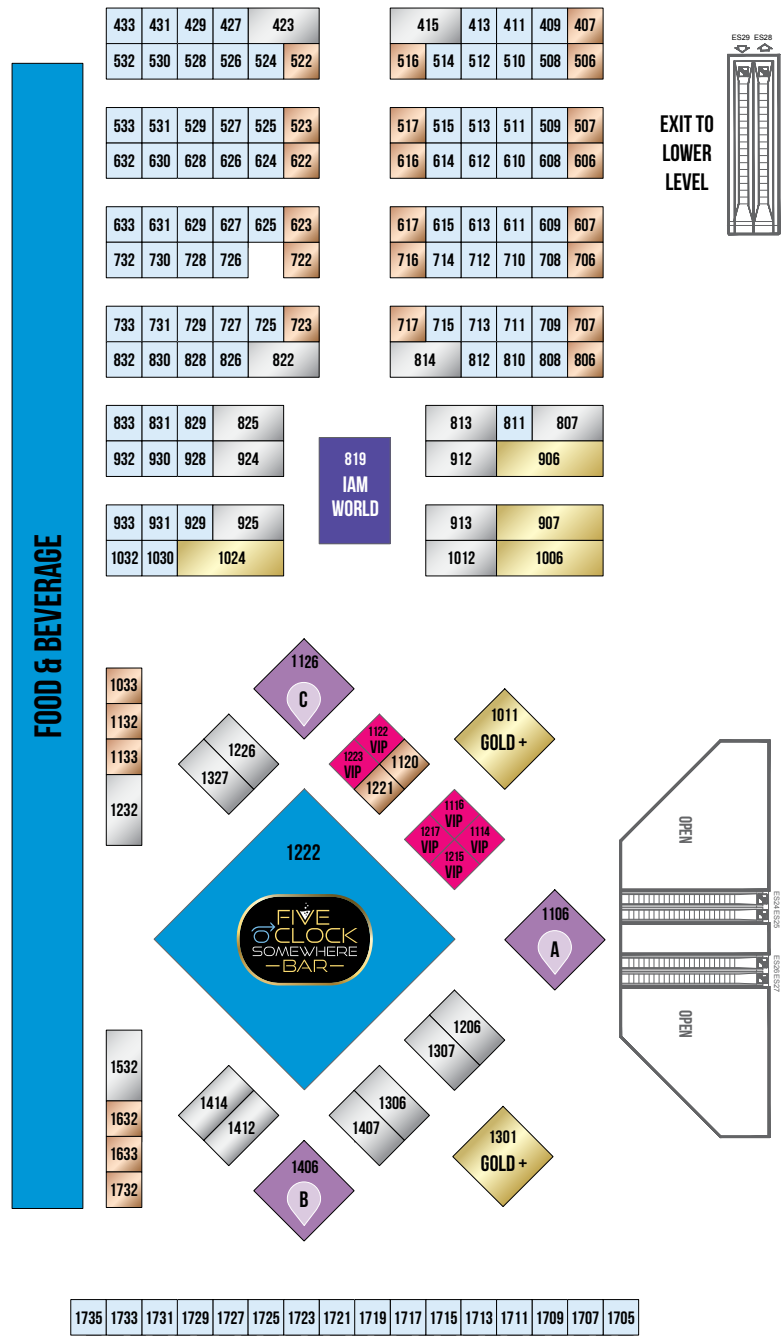 433 431 429 427 423 415 413 411 409 407
532 530 528 526 524 522 516 514 512 510 508 506
ES29 ES28
EXIT TO
LOWER
LEVEL
533 531 529 527 525 523 517 515 513 511 509 507
632 630 628 626 624 622 616 614 612 610 608 606
633 631 629 627 625 623 617 615 613 611 609 607
732 730 728 726 722 716 714 712 710 708 706
733 731 729 727 725 723 717 715 713 711 709 707
832 830 828 826 822 814 812 810 808 806
833 831 829 825 813 811 807
932 930 928 924 912 906
819
IAM
WORLD
933 931 929 925 913 907
1032 1030 1024 1012 1006
FOOD & BEVERAGE
1033
1132
1133
1232
1126
C
1226
1327
1122
VIP
1223
VIP
1120
1221
1011
GOLD +
1116
VIP
1217
VIP
1114
VIP
1215
VIP
1222
FIVE
O'CLOCK
SOMEWHERE
BAR
1106
A
OPEN
ES24 ES25
ES26 ES27
OPEN
1206
1307
1532
1632
1633
1732
1414
1412
1306
1407
1406
B
1301
GOLD +
1735 1733 1731 1729 1727 1725 1723 1721 1719 1717 1715 1713 1711 1709 1707 1705